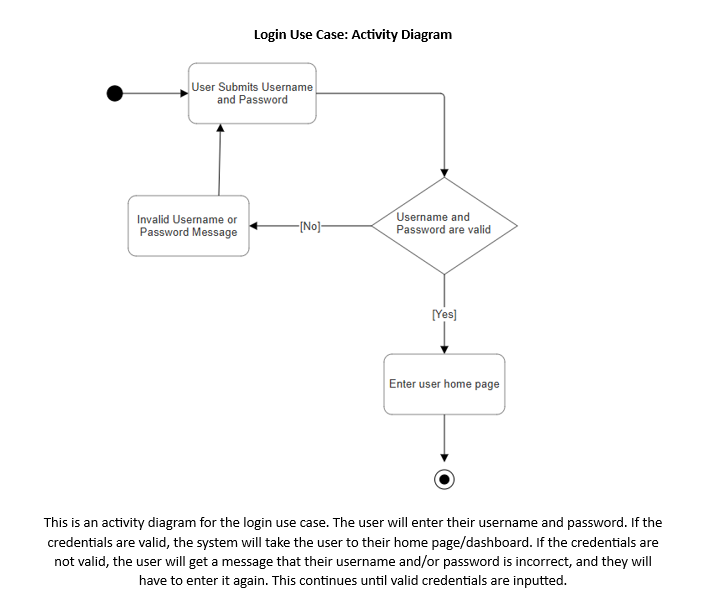 Login Use Case: Activity Diagram
User Submits Username
and Password
Username and
Password are valid
[No]
Invalid Username or
Password Message
[Yes]
Enter user home page
This is an activity diagram for the login use case. The user will enter their username and password. If the
credentials are valid, the system will take the user to their home page/dashboard. If the credentials are
not valid, the user will get a message that their username and/or password is incorrect, and they will
have to enter it again. This continues until valid credentials are inputted.